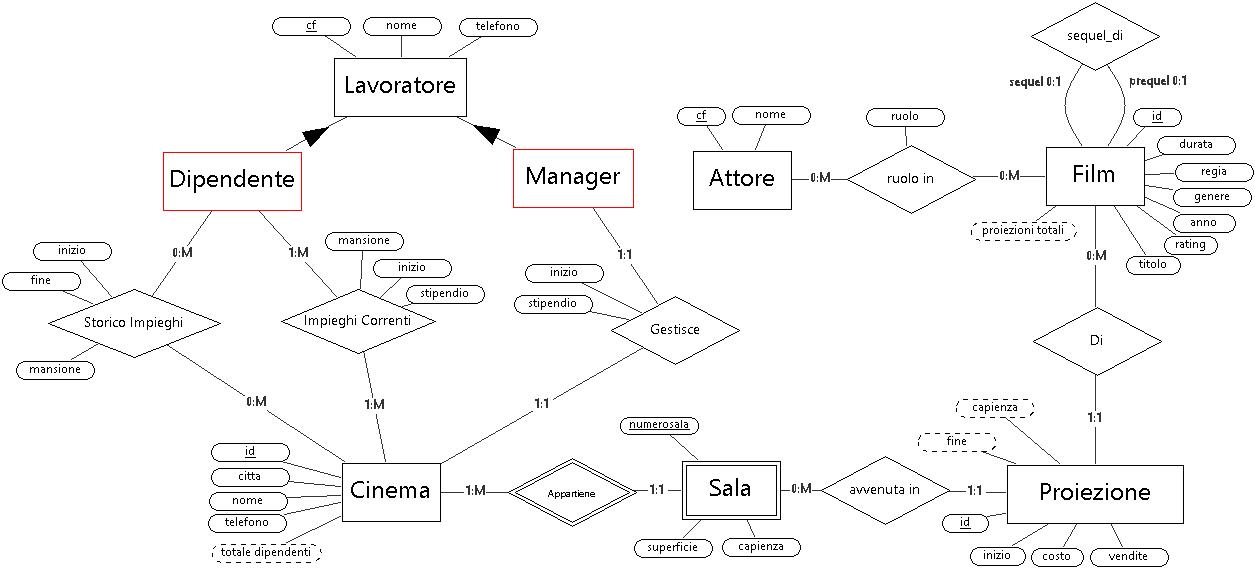 cf
nome
telefono
sequel_di
Lavoratore
sequel 0:1
prequel 0:1
cf
nome
ruolo
id
durata
Dipendente
Manager
Attore
0:M
ruolo in
0:M
Film
regia
genere
anno
proiezioni totali
rating
titolo
inizio
0:M
1:M
mansione
1:1
0:M
fine
inizio
stipendio
inizio
stipendio
Storico Impieghi
Impieghi Correnti
Gestisce
Di
mansione
0:M
1:M
1:1
capienza
1:1
numerosala
fine
id
citta
nome
telefono
totale dipendenti
Cinema
1:M
Appartiene
1:1
Sala
0:M
avvenuta in
1:1
Proiezione
id
superficie
capienza
inizio
costo
vendite